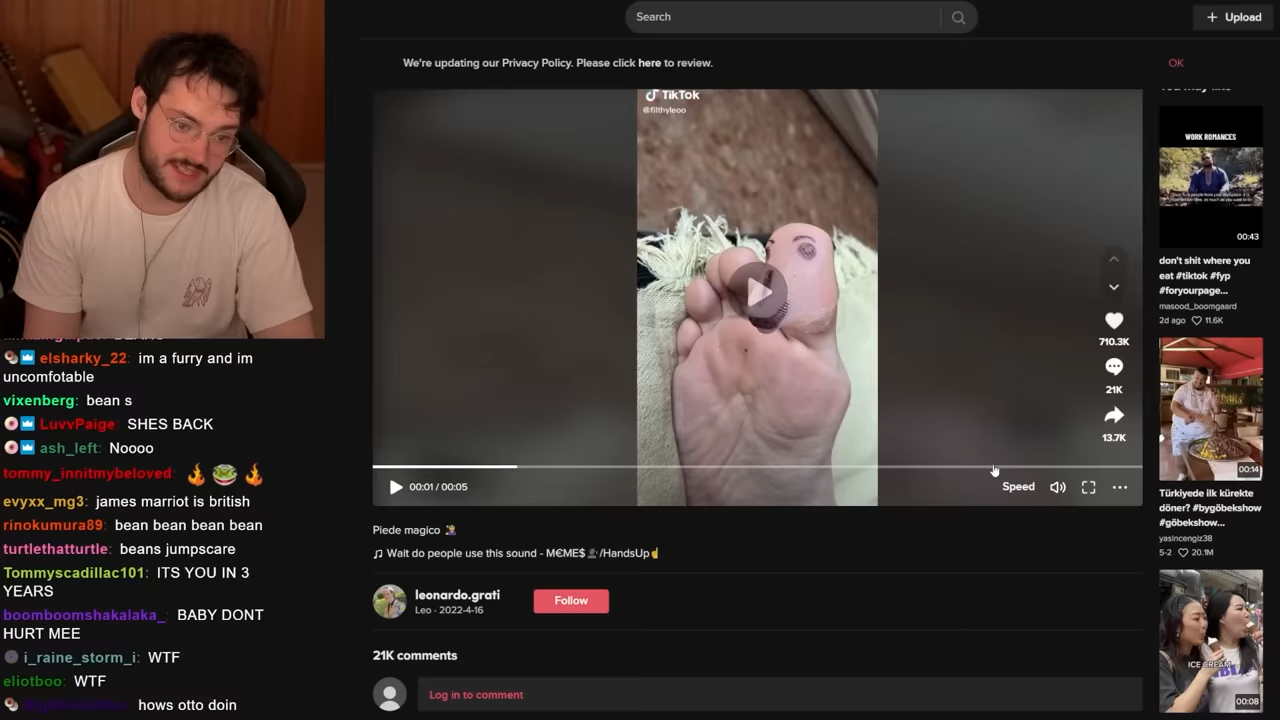 Search
Upload
We're updating our Privacy Policy. Please click here to review.
OK
TikTok
@filthyleoo
WORK ROMANCES
00:43
don't shit where you
eat #tiktok #fyp
#foryourpage...
masood_boomgaard
2d ago 11.6K
710.3K
21K
13.7K
00:01 / 00:05
Speed
00:14
Türkiyede ilk kürekte
döner? #bygöbekshow
#göbekshow...
yasincengiz38
5-2 20.1M
Piede magico 🤷‍♀️
♫ Wait do people use this sound - M€ME$👤/HandsUp☝️
leonardo.grati
Leo · 2022-4-16
Follow
21K comments
Log in to comment
ICE CREAM
00:08
elsharky_22: im a furry and im
uncomfotable
vixenberg: bean s
LuvvPaige: SHES BACK
ash_left: Noooo
tommy_innitmybeloved: 🔥 🐸 🔥
evyxx_mg3: james marriot is british
rinokumura89: bean bean bean bean
turtlethatturtle: beans jumpscare
Tommyscadillac101: ITS YOU IN 3
YEARS
boomboomshakalaka_: BABY DONT
HURT MEE
i_raine_storm_i: WTF
eliotboo: WTF
hows otto doin